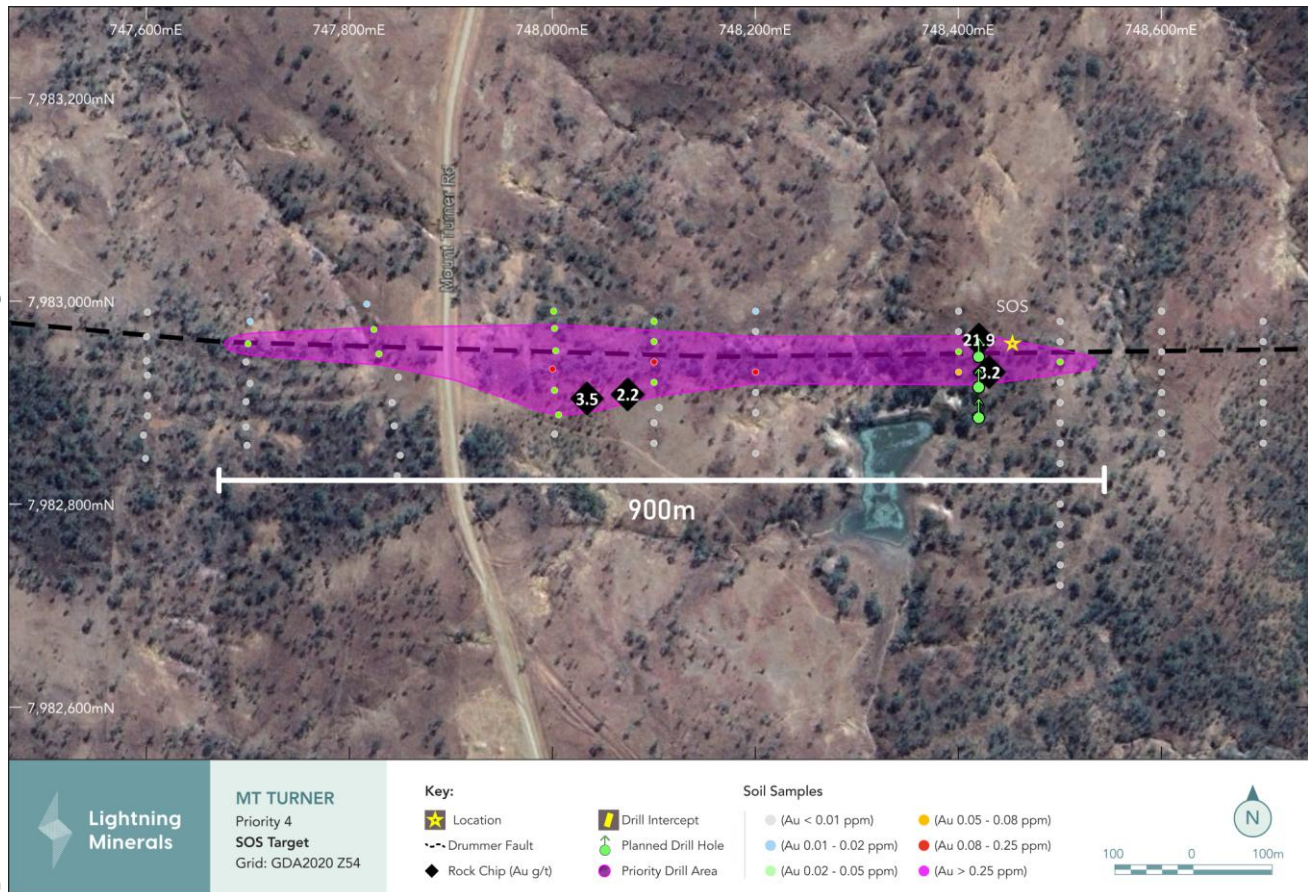 747,600mE 747,800mE 748,000mE 748,200mE 748,400mE 748,600mE
7,983,200mN
Mount Turner Rd
7,983,000mN
SOS
21.9
3.2
3.5 2.2
7,982,800mN
900m
7,982,600mN
Lightning
Minerals
MT TURNER
Priority 4
SOS Target
Grid: GDA2020 Z54
Key:
Location
Drummer Fault
Rock Chip (Au g/t)
Drill Intercept
Planned Drill Hole
Priority Drill Area
Soil Samples
(Au < 0.01 ppm)
(Au 0.01 - 0.02 ppm)
(Au 0.02 - 0.05 ppm)
(Au 0.05 - 0.08 ppm)
(Au 0.08 - 0.25 ppm)
(Au > 0.25 ppm)
N
100 0 100m